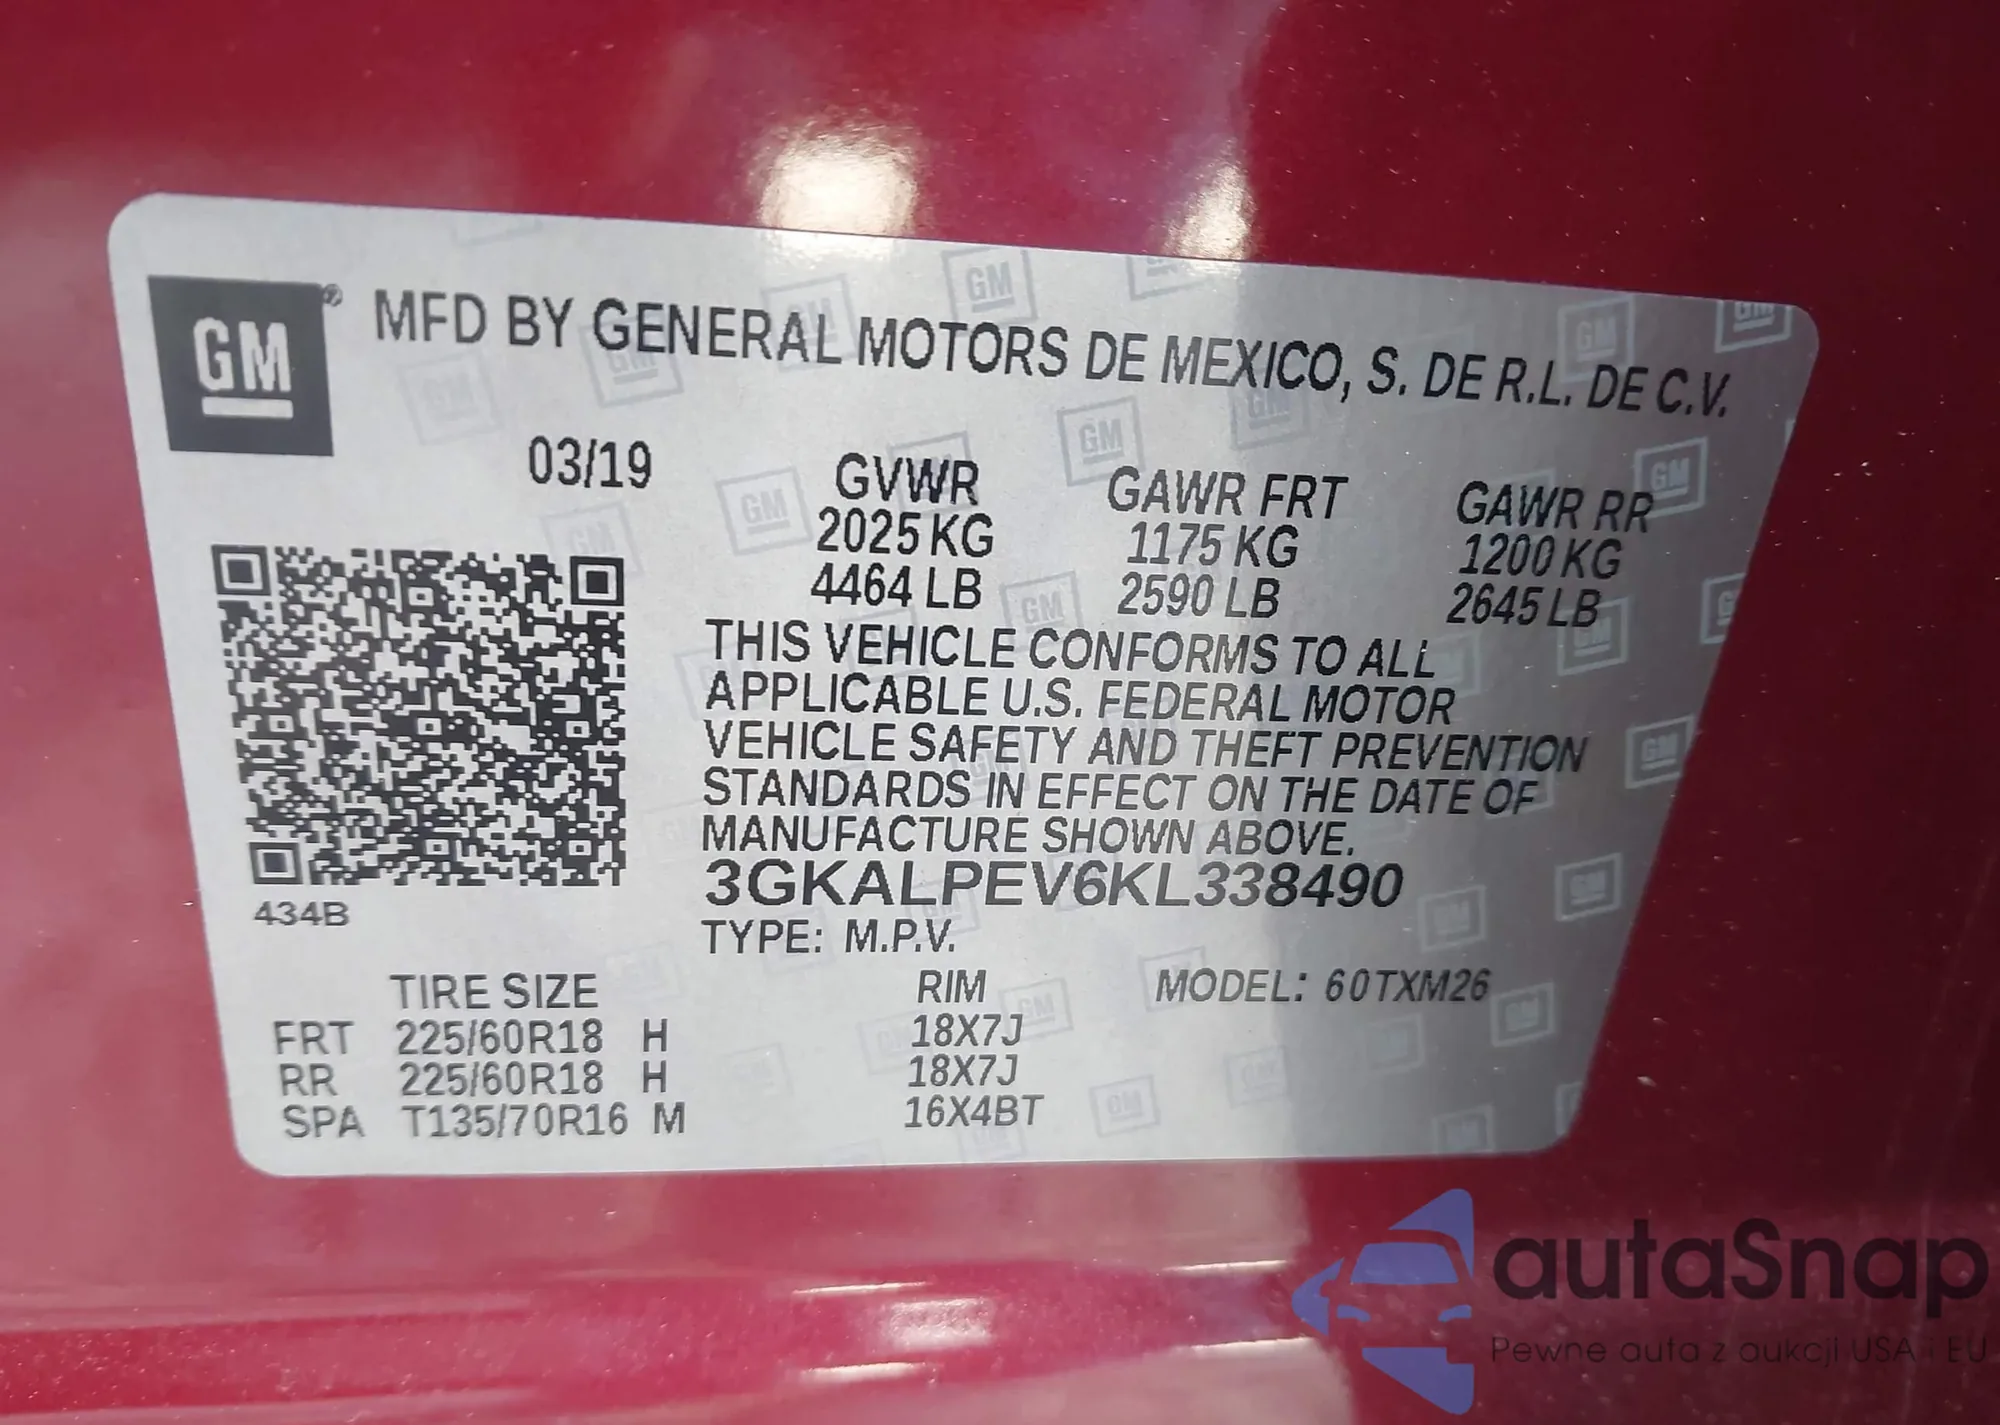 GM® MFD BY GENERAL MOTORS DE MEXICO, S. DE R.L. DE C.V.
03/19 GVWR GAWR FRT GAWR RR
2025 KG 1175 KG 1200 KG
4464 LB 2590 LB 2645 LB
THIS VEHICLE CONFORMS TO ALL
APPLICABLE U.S. FEDERAL MOTOR
VEHICLE SAFETY AND THEFT PREVENTION
STANDARDS IN EFFECT ON THE DATE OF
MANUFACTURE SHOWN ABOVE.
3GKALPEV6KL338490
434B
TYPE: M.P.V.
TIRE SIZE RIM MODEL: 60TXM26
FRT 225/60R18 H 18X7J
RR 225/60R18 H 18X7J
SPA T135/70R16 M 16X4BT
autaSnap
Pewne auta z aukcji USA i EU